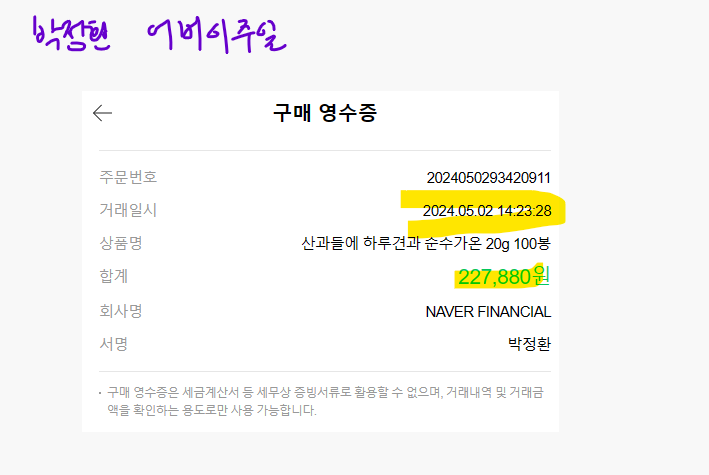 박정현 어버이주일
구매 영수증
주문번호 2024050293420911
거래일시 2024.05.02 14:23:28
상품명 산과들에 하루견과 순수가온 20g 100봉
합계 227,880원
회사명 NAVER FINANCIAL
서명 박정환
· 구매 영수증은 세금계산서 등 세무상 증빙서류로 활용할 수 없으며, 거래내역 및 거래금
액을 확인하는 용도로만 사용 가능합니다.